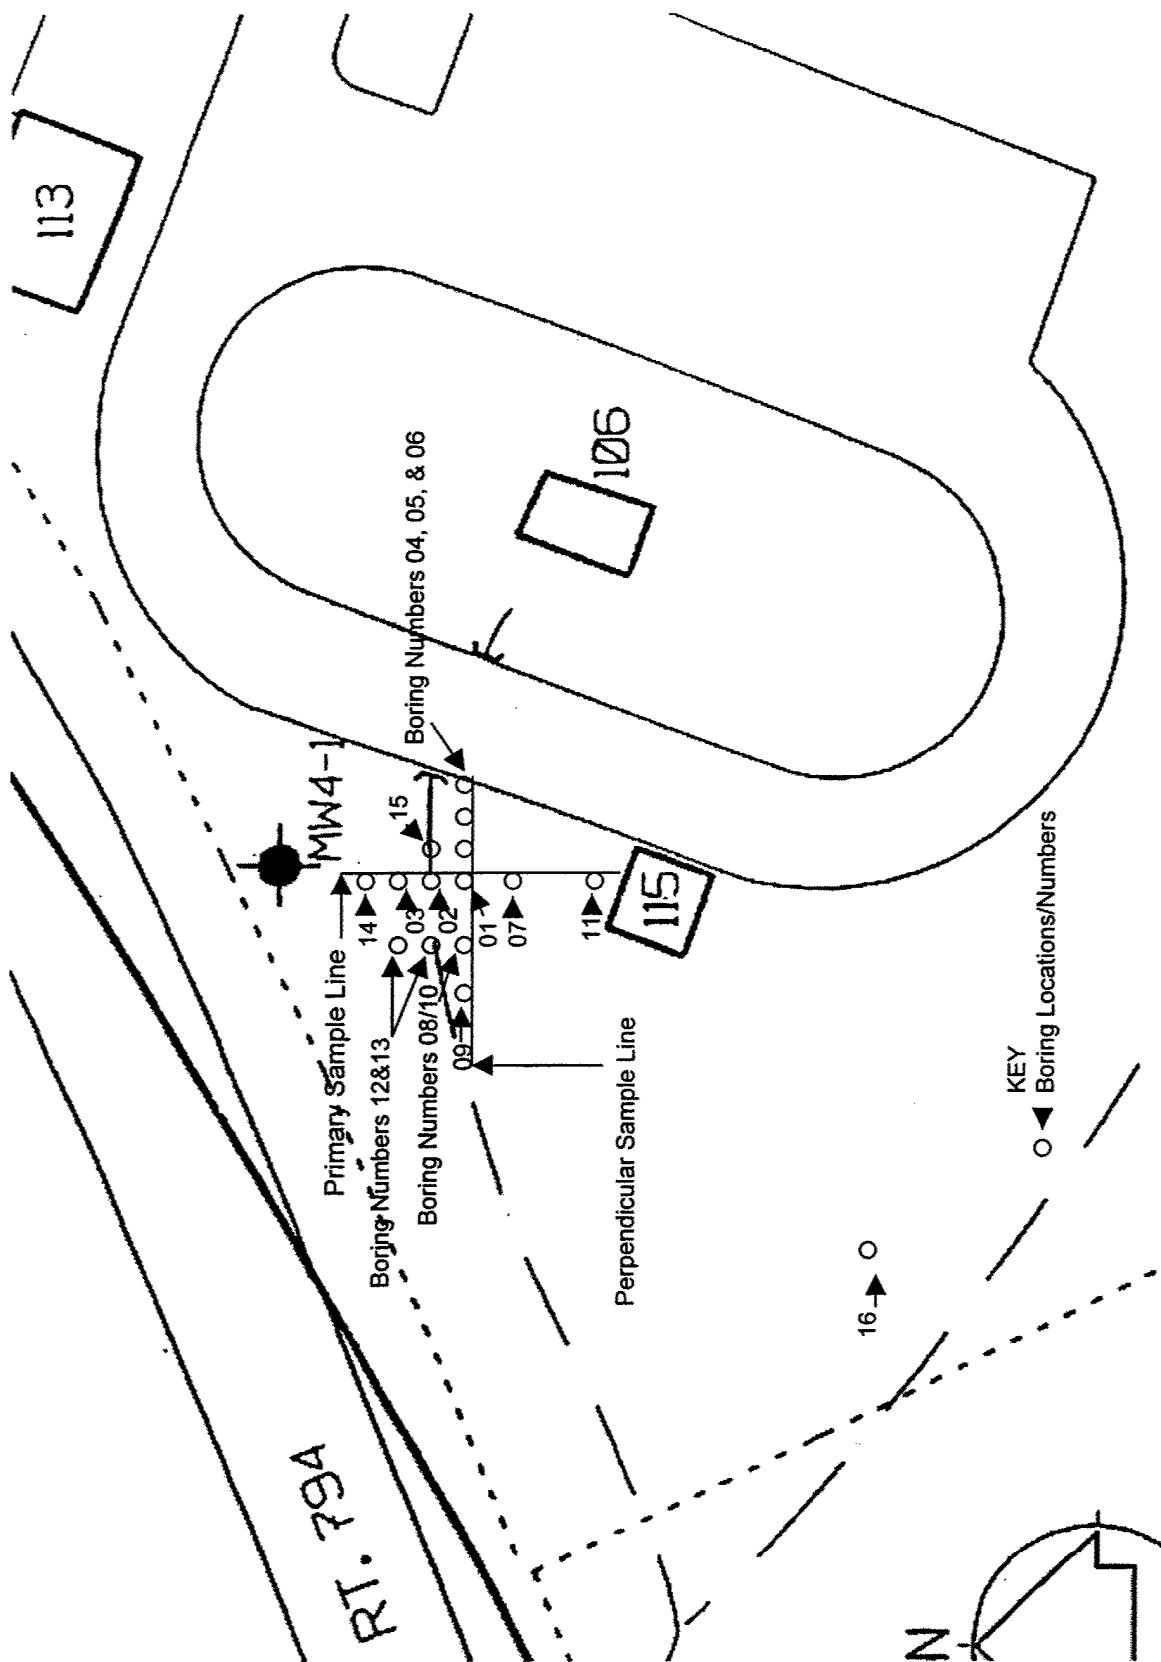 113
106
Boring Numbers 04, 05, & 06
MW4-1
15
14
03
02
01
07
11
115
Primary Sample Line
Boring Numbers 12&13
Boring Numbers 08/10
09
Perpendicular Sample Line
KEY
Boring Locations/Numbers
16
RT. 794
N